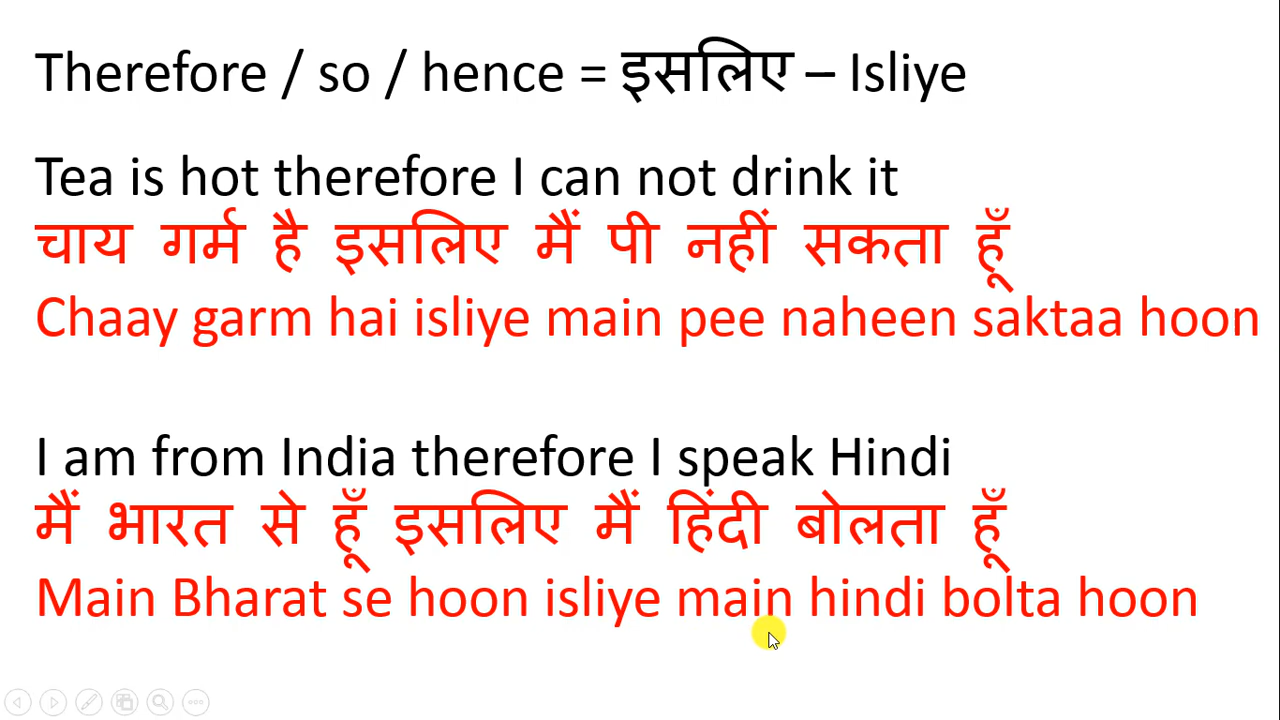 Therefore / so / hence = इसलिए – Isliye
Tea is hot therefore I can not drink it
चाय गर्म है इसलिए मैं पी नहीं सकता हूँ
Chaay garm hai isliye main pee naheen saktaa hoon
I am from India therefore I speak Hindi
मैं भारत से हूँ इसलिए मैं हिंदी बोलता हूँ
Main Bharat se hoon isliye main hindi bolta hoon